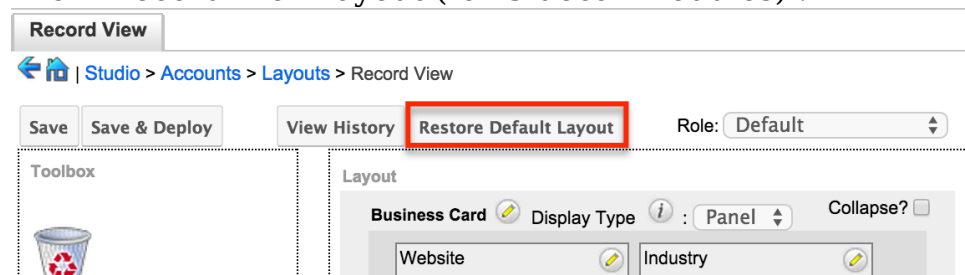 Record View
| Studio > Accounts > Layouts > Record View
Save Save & Deploy View History Restore Default Layout Role: Default
Toolbox
Layout
Business Card Display Type i : Panel Collapse?
Website Industry